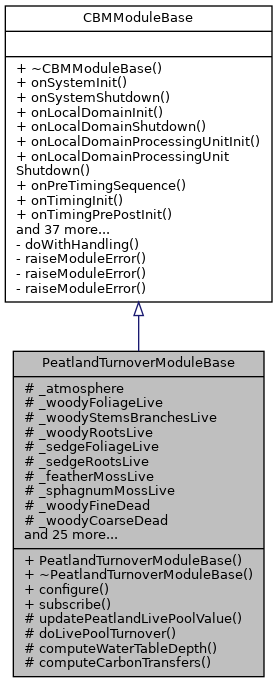 CBMModuleBase
+ ~CBMModuleBase()
+ onSystemInit()
+ onSystemShutdown()
+ onLocalDomainInit()
+ onLocalDomainShutdown()
+ onLocalDomainProcessingUnitInit()
+ onLocalDomainProcessingUnit
Shutdown()
+ onPreTimingSequence()
+ onTimingInit()
+ onTimingPrePostInit()
and 37 more...
- doWithHandling()
- raiseModuleError()
- raiseModuleError()
- raiseModuleError()
PeatlandTurnoverModuleBase
# _atmosphere
# _woodyFoliageLive
# _woodyStemsBranchesLive
# _woodyRootsLive
# _sedgeFoliageLive
# _sedgeRootsLive
# _featherMossLive
# _sphagnumMossLive
# _woodyFineDead
# _woodyCoarseDead
and 25 more...
+ PeatlandTurnoverModuleBase()
+ ~PeatlandTurnoverModuleBase()
+ configure()
+ subscribe()
# updatePeatlandLivePoolValue()
# doLivePoolTurnover()
# computeWaterTableDepth()
# computeCarbonTransfers()